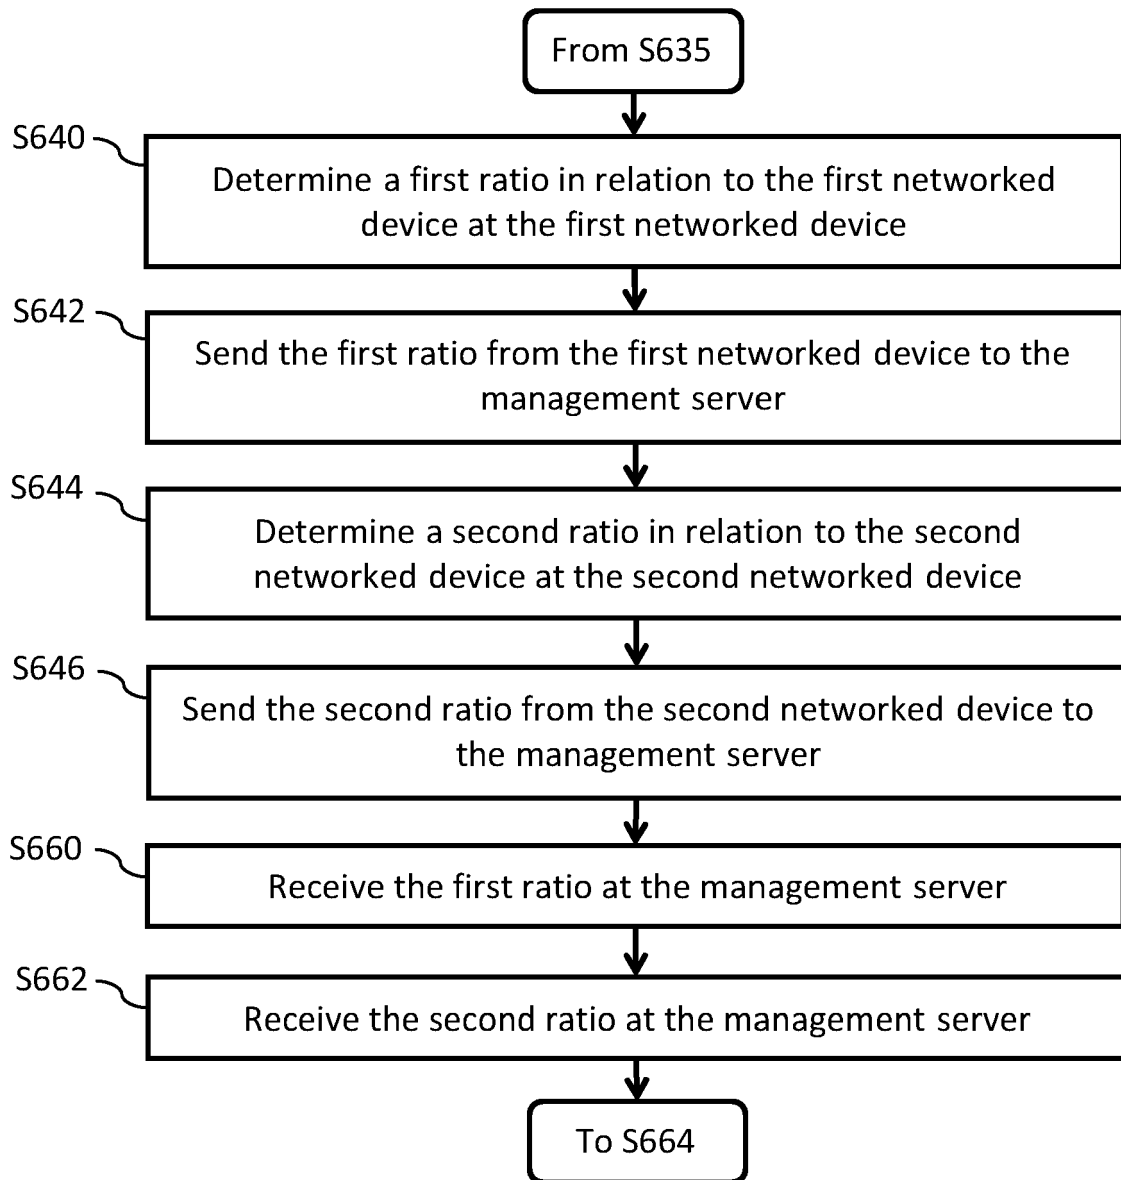 From S635
S640
Determine a first ratio in relation to the first networked
device at the first networked device
S642
Send the first ratio from the first networked device to the
management server
S644
Determine a second ratio in relation to the second
networked device at the second networked device
S646
Send the second ratio from the second networked device to
the management server
S660
Receive the first ratio at the management server
S662
Receive the second ratio at the management server
To S664